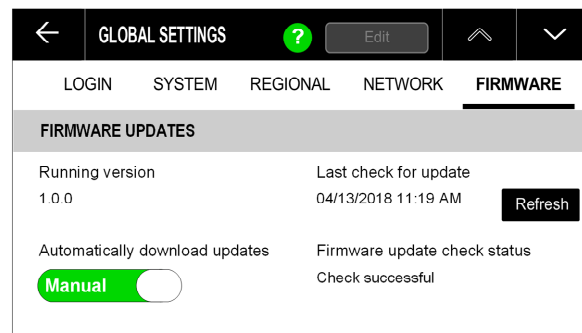 GLOBAL SETTINGS ? Edit
LOGIN SYSTEM REGIONAL NETWORK FIRMWARE
FIRMWARE UPDATES
Running version Last check for update
1.0.0 04/13/2018 11:19 AM Refresh
Automatically download updates Firmware update check status
Manual Check successful